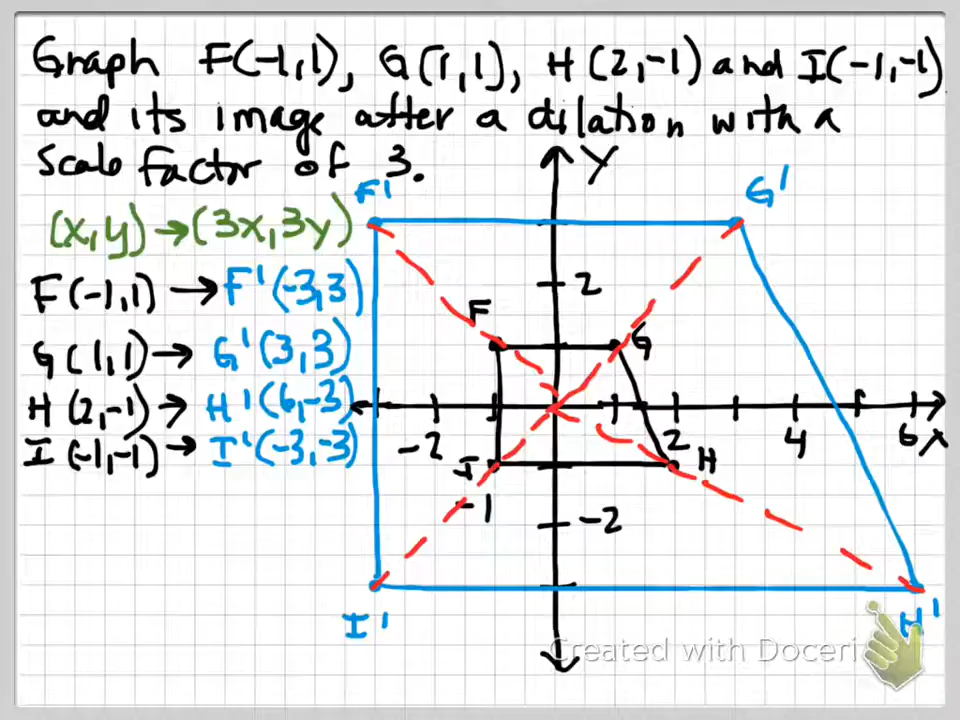 Graph F(-1,1), G(1,1), H(2,-1) and I(-1,-1)
and its image after a dilation with a
scale factor of 3.
Y
F'
G'
(x,y) → (3x,3y)
F(-1,1) → F'(-3,3)
G(1,1) → G'(3,3)
H(2,-1) → H'(6,-3)
I(-1,-1) → I'(-3,-3)
2
F
G
-2
2
4
6
x
I
H
-1
-2
I'
H'
Created with Doceri